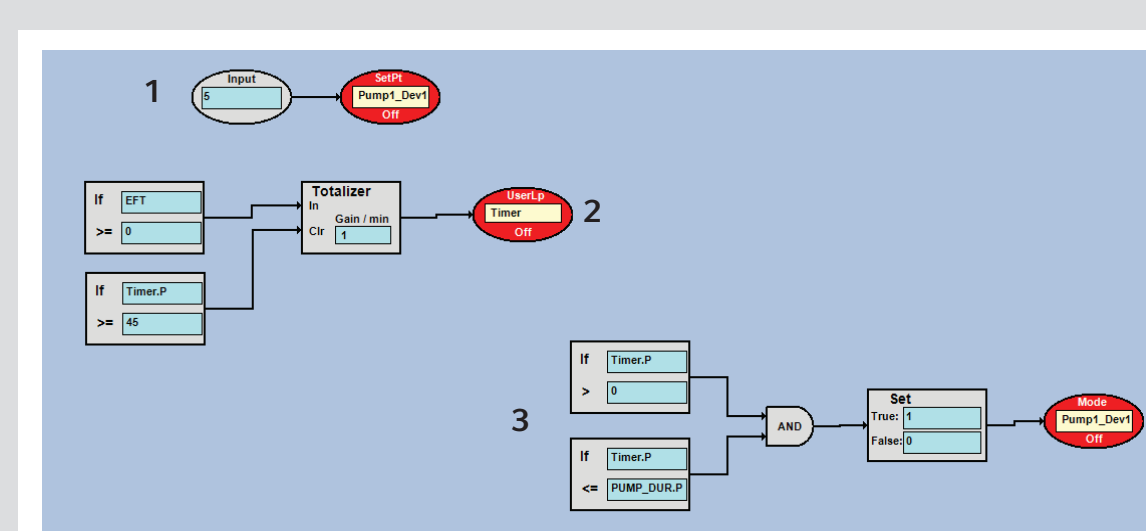 1
Input
5
SetPt
Pump1_Dev1
Off
If EFT
>= 0
Totalizer
In
Gain / min
Clr 1
UserLp
Timer
Off
2
If Timer.P
>= 45
3
If Timer.P
> 0
If Timer.P
<= PUMP_DUR.P
AND
Set
True: 1
False: 0
Mode
Pump1_Dev1
Off